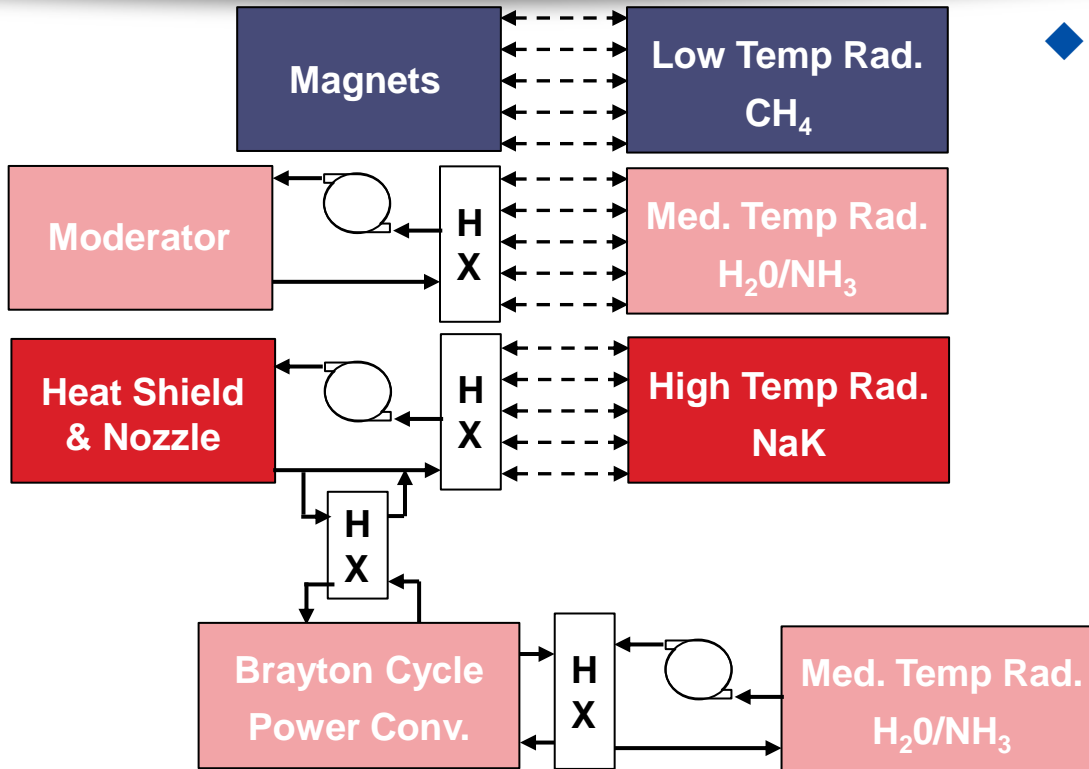 Magnets
Low Temp Rad.
CH₄
Moderator
H
X
Med. Temp Rad.
H₂0/NH₃
Heat Shield
& Nozzle
H
X
High Temp Rad.
NaK
H
X
Brayton Cycle
Power Conv.
H
X
Med. Temp Rad.
H₂0/NH₃